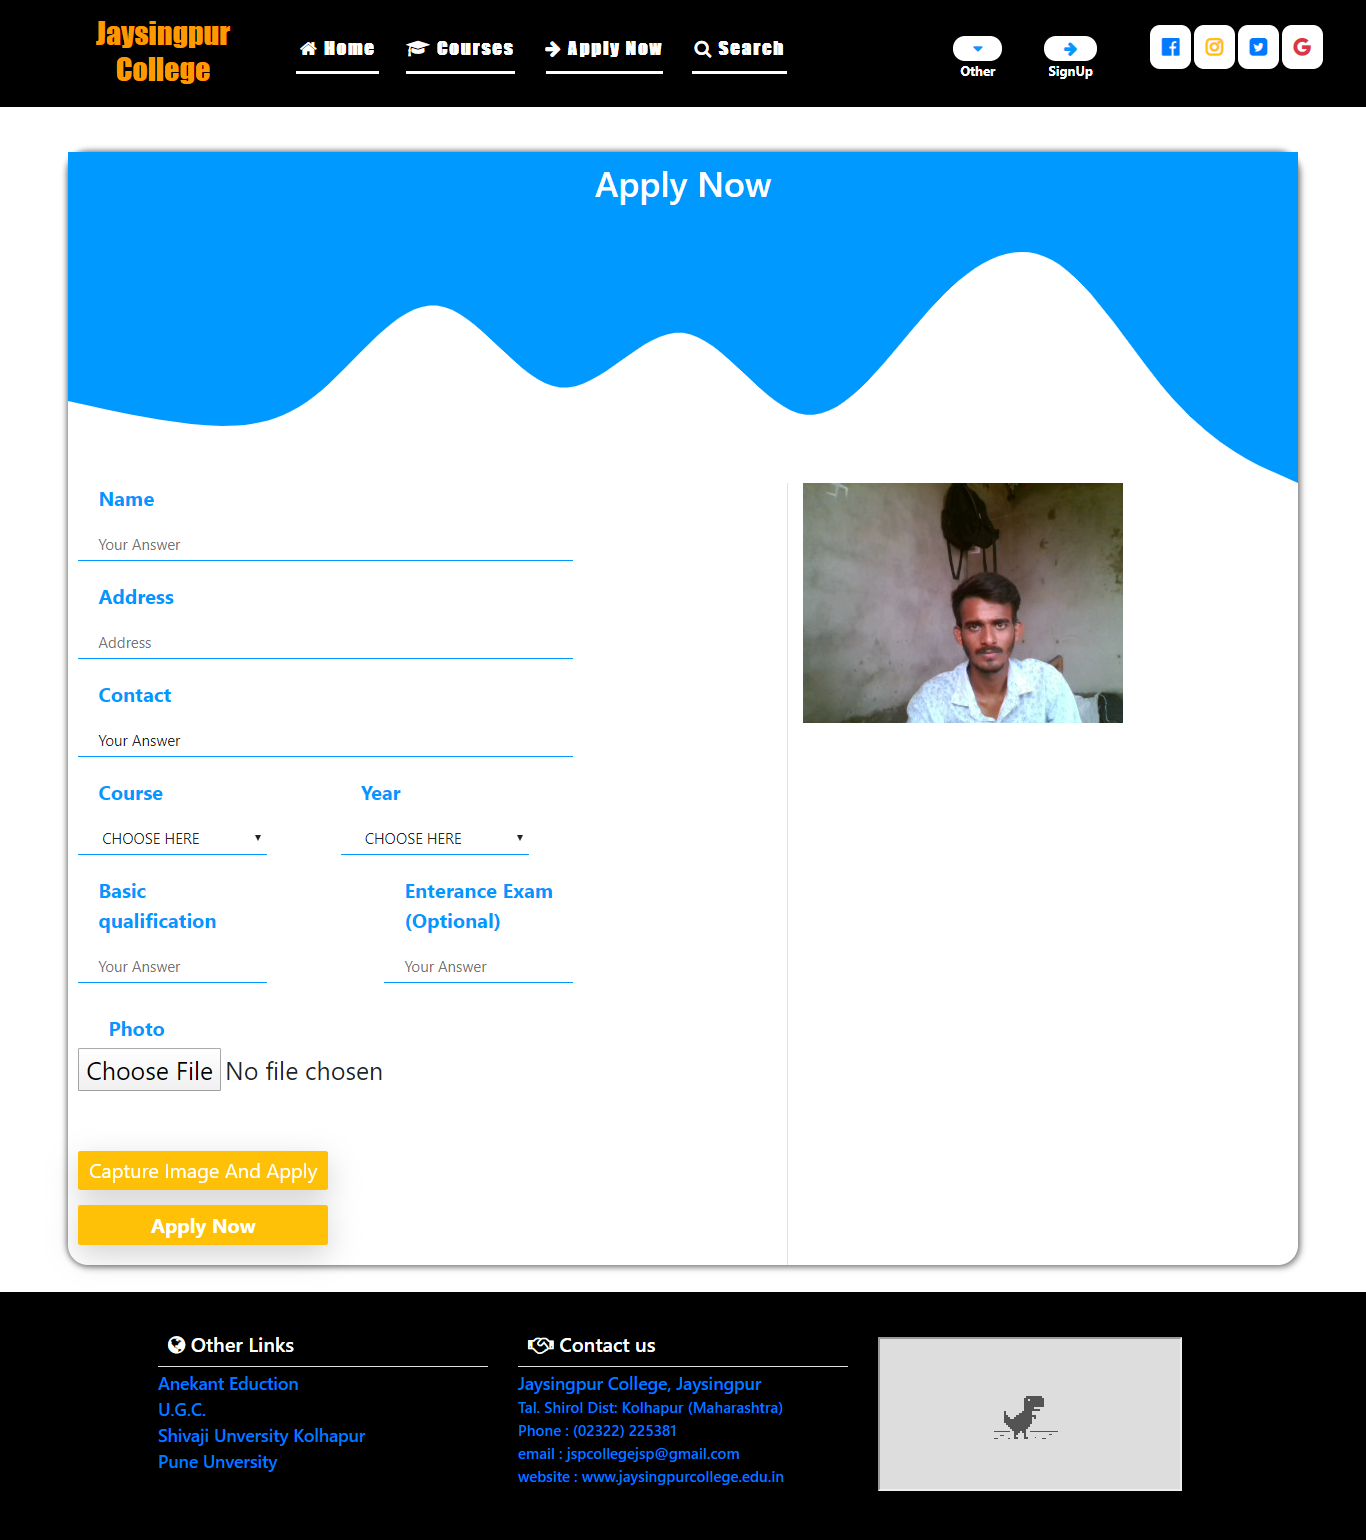 Jaysingpur
College
Home
Courses
Apply Now
Search
Other
SignUp
Apply Now
Name
Your Answer
Address
Address
Contact
Your Answer
Course
Year
CHOOSE HERE
CHOOSE HERE
Basic
qualification
Enterance Exam
(Optional)
Your Answer
Your Answer
Photo
Choose File No file chosen
Capture Image And Apply
Apply Now
Other Links
Anekant Eduction
U.G.C.
Shivaji Unversity Kolhapur
Pune Unversity
Contact us
Jaysingpur College, Jaysingpur
Tal. Shirol Dist: Kolhapur (Maharashtra)
Phone : (02322) 225381
email : jspcollegejsp@gmail.com
website : www.jaysingpurcollege.edu.in